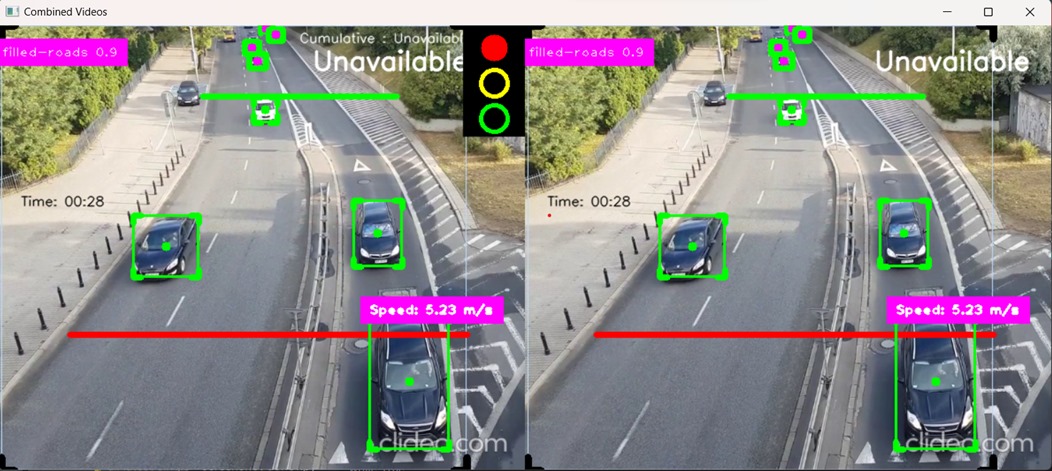 Combined Videos
filled-roads 0.9
Cumulative : Unavailabl
Unavailable
Time: 00:28
Speed: 5.23 m/s
clideo.com
filled-roads 0.9
Unavailable
Time: 00:28
Speed: 5.23 m/s
clideo.com